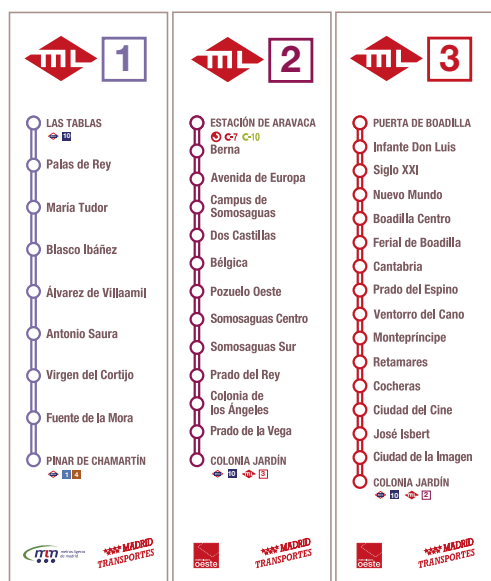 mL 1
LAS TABLAS
10
Palas de Rey
María Tudor
Blasco Ibáñez
Álvarez de Villaamil
Antonio Saura
Virgen del Cortijo
Fuente de la Mora
PINAR DE CHAMARTÍN
1 4
metros ligeros
de madrid
MADRID
TRANSPORTES
mL 2
ESTACIÓN DE ARAVACA
C-7 C-10
Berna
Avenida de Europa
Campus de
Somosaguas
Dos Castillas
Bélgica
Pozuelo Oeste
Somosaguas Centro
Somosaguas Sur
Prado del Rey
Colonia de
los Ángeles
Prado de la Vega
COLONIA JARDÍN
10 mL 3
oeste
MADRID
TRANSPORTES
mL 3
PUERTA DE BOADILLA
Infante Don Luis
Siglo XXI
Nuevo Mundo
Boadilla Centro
Ferial de Boadilla
Cantabria
Prado del Espino
Ventorro del Cano
Montepríncipe
Retamares
Cocheras
Ciudad del Cine
José Isbert
Ciudad de la Imagen
COLONIA JARDÍN
10 mL 2
oeste
MADRID
TRANSPORTES